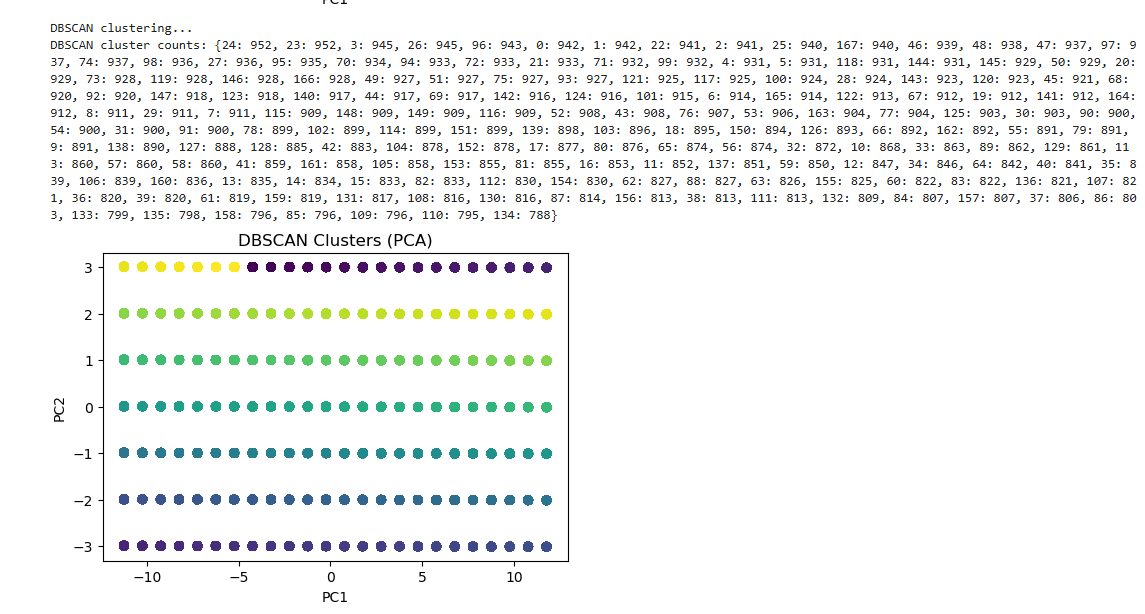 PC1
DBSCAN clustering...
DBSCAN cluster counts: {24: 952, 23: 952, 3: 945, 26: 945, 96: 943, 0: 942, 1: 942, 22: 941, 2: 941, 25: 940, 167: 940, 46: 939, 48: 938, 47: 937, 97: 9
37, 74: 937, 98: 936, 27: 936, 95: 935, 70: 934, 94: 933, 72: 933, 21: 933, 71: 932, 99: 932, 4: 931, 5: 931, 118: 931, 144: 931, 145: 929, 50: 929, 20:
929, 73: 928, 119: 928, 146: 928, 166: 928, 49: 927, 51: 927, 75: 927, 93: 927, 121: 925, 117: 925, 100: 924, 28: 924, 143: 923, 120: 923, 45: 921, 68:
920, 92: 920, 147: 918, 123: 918, 140: 917, 44: 917, 69: 917, 142: 916, 124: 916, 101: 915, 6: 914, 165: 914, 122: 913, 67: 912, 19: 912, 141: 912, 164:
912, 8: 911, 29: 911, 7: 911, 115: 909, 148: 909, 149: 909, 116: 909, 52: 908, 43: 908, 76: 907, 53: 906, 163: 904, 77: 904, 125: 903, 30: 903, 90: 900,
54: 900, 31: 900, 91: 900, 78: 899, 102: 899, 114: 899, 151: 899, 139: 898, 103: 896, 18: 895, 150: 894, 126: 893, 66: 892, 162: 892, 55: 891, 79: 891,
9: 891, 138: 890, 127: 888, 128: 885, 42: 883, 104: 878, 152: 878, 17: 877, 80: 876, 65: 874, 56: 874, 32: 872, 10: 868, 33: 863, 89: 862, 129: 861, 11
3: 860, 57: 860, 58: 860, 41: 859, 161: 858, 105: 858, 153: 855, 81: 855, 16: 853, 11: 852, 137: 851, 59: 850, 12: 847, 34: 846, 64: 842, 40: 841, 35: 8
39, 106: 839, 160: 836, 13: 835, 14: 834, 15: 833, 82: 833, 112: 830, 154: 830, 62: 827, 88: 827, 63: 826, 155: 825, 60: 822, 83: 822, 136: 821, 107: 82
1, 36: 820, 39: 820, 61: 819, 159: 819, 131: 817, 108: 816, 130: 816, 87: 814, 156: 813, 38: 813, 111: 813, 132: 809, 84: 807, 157: 807, 37: 806, 86: 80
3, 133: 799, 135: 798, 158: 796, 85: 796, 109: 796, 110: 795, 134: 788}
DBSCAN Clusters (PCA)
3
2
1
0
−1
−2
−3
PC2
−10 −5 0 5 10
PC1